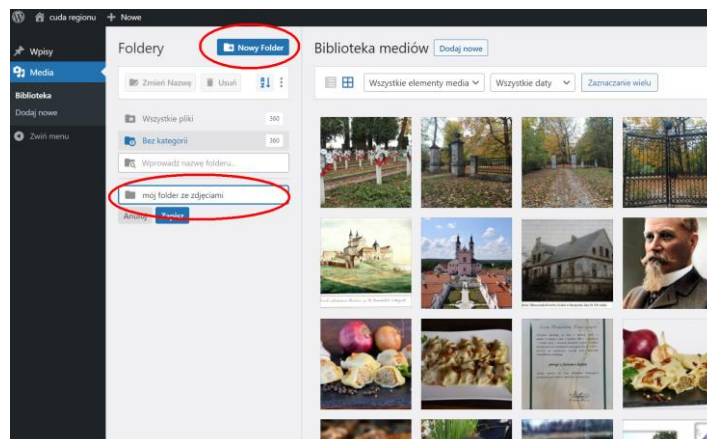 cuda regionu + Nowe
Wpisy
Media
Biblioteka
Dodaj nowe
Zwiń menu
Foldery
Nowy Folder
Zmień Nazwę
Usuń
Wszystkie pliki 360
Bez kategorii 360
Wprowadź nazwę folderu...
mój folder ze zdjęciami
Anuluj
Zapisz
Biblioteka mediów
Dodaj nowe
Wszystkie elementy media
Wszystkie daty
Zaznaczanie wielu